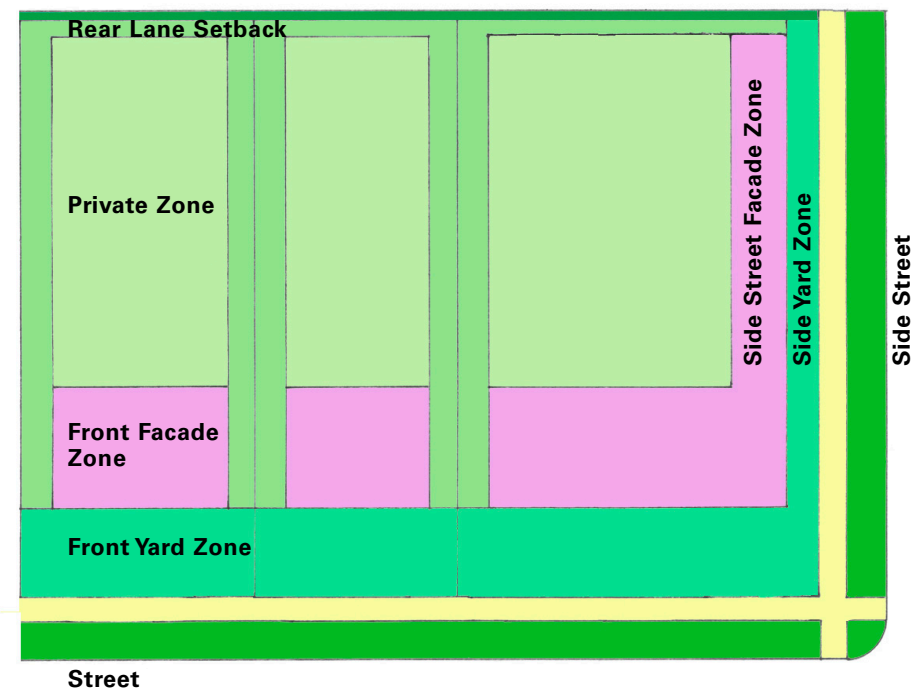 Rear Lane Setback
Private Zone
Side Street Facade Zone
Side Yard Zone
Side Street
Front Facade
Zone
Front Yard Zone
Street